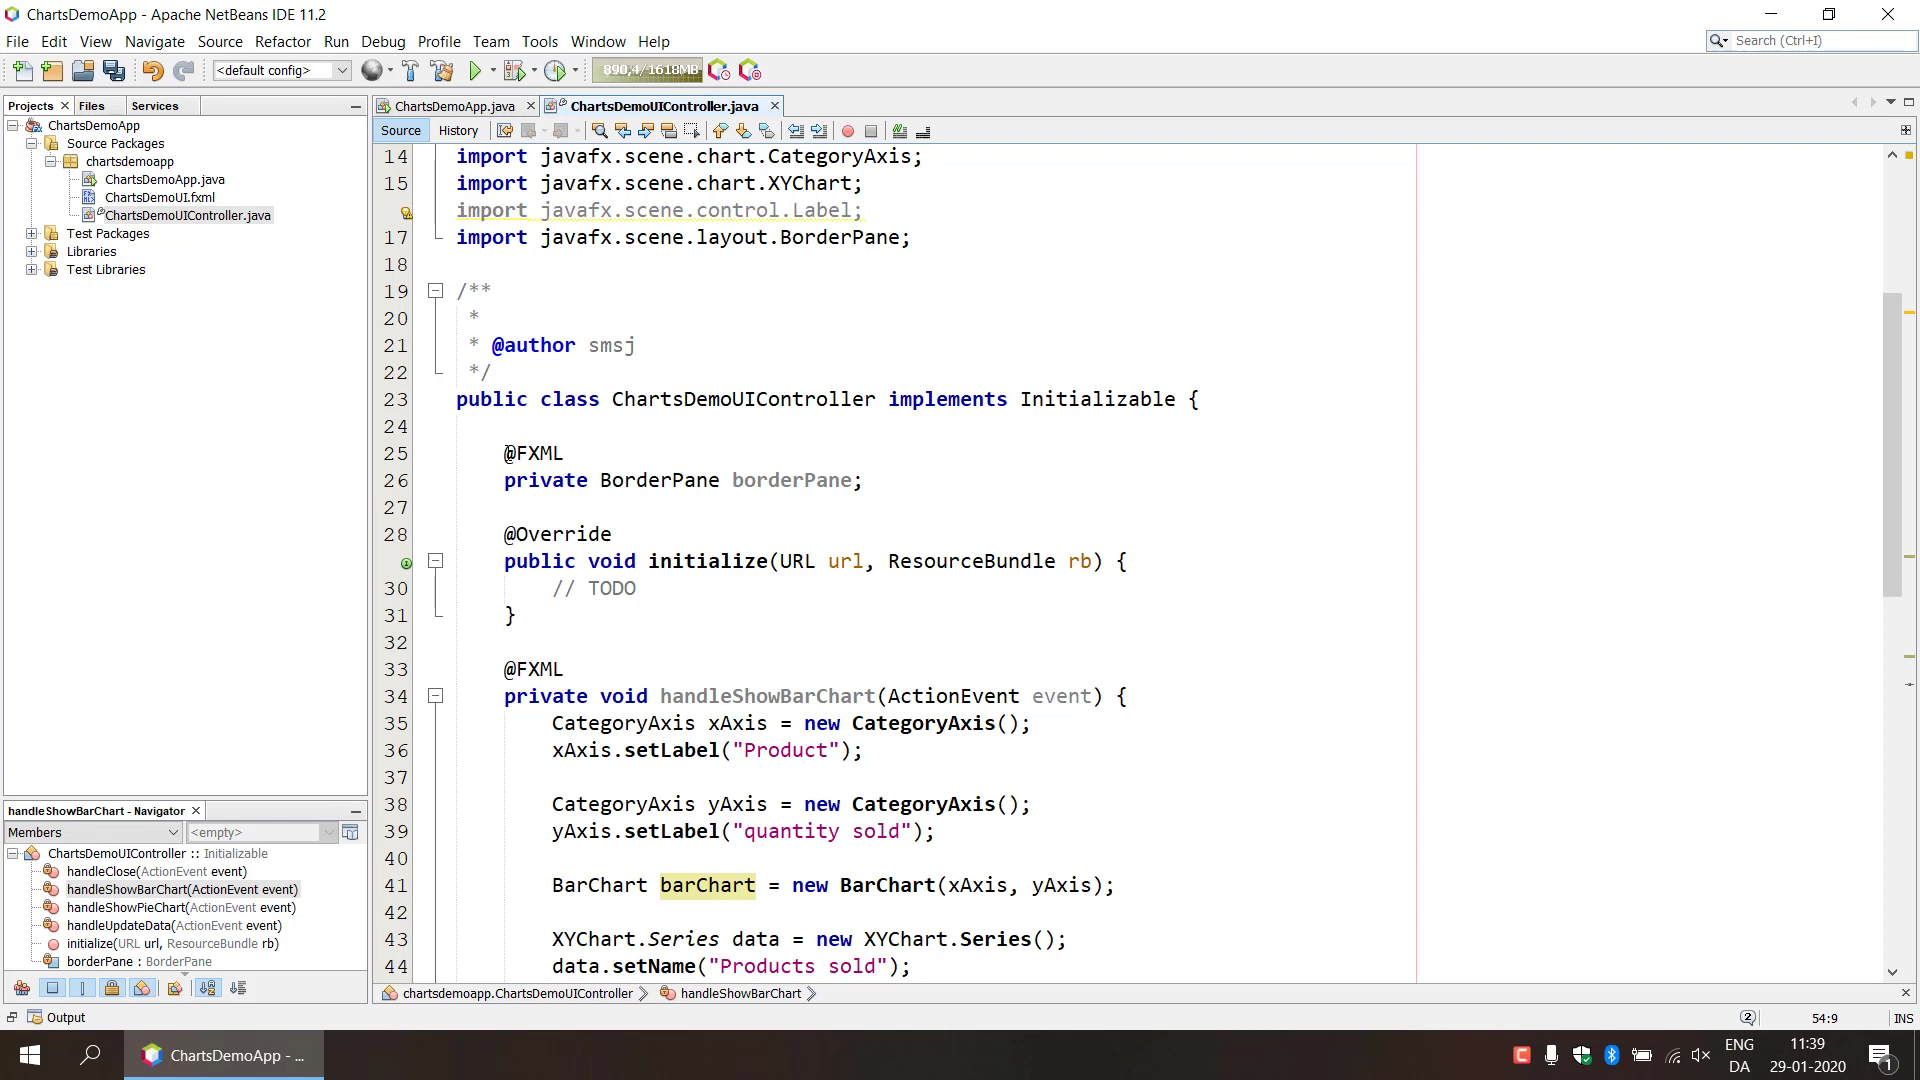 ChartsDemoApp - Apache NetBeans IDE 11.2
File Edit View Navigate Source Refactor Run Debug Profile Team Tools Window Help
Search (Ctrl+I)
<default config>
890,4/1618MB
Projects Files Services
ChartsDemoApp.java ChartsDemoUIController.java
Source History
ChartsDemoApp
Source Packages
chartsdemoapp
ChartsDemoApp.java
ChartsDemoUI.fxml
ChartsDemoUIController.java
Test Packages
Libraries
Test Libraries
14 import javafx.scene.chart.CategoryAxis;
15 import javafx.scene.chart.XYChart;
import javafx.scene.control.Label;
17 import javafx.scene.layout.BorderPane;
18
19 /**
20 *
21 * @author smsj
22 */
23 public class ChartsDemoUIController implements Initializable {
24
25 @FXML
26 private BorderPane borderPane;
27
28 @Override
public void initialize(URL url, ResourceBundle rb) {
30 // TODO
31 }
32
33 @FXML
34 private void handleShowBarChart(ActionEvent event) {
35 CategoryAxis xAxis = new CategoryAxis();
36 xAxis.setLabel("Product");
37
38 CategoryAxis yAxis = new CategoryAxis();
39 yAxis.setLabel("quantity sold");
40
41 BarChart barChart = new BarChart(xAxis, yAxis);
42
43 XYChart.Series data = new XYChart.Series();
44 data.setName("Products sold");
handleShowBarChart - Navigator
Members <empty>
ChartsDemoUIController :: Initializable
handleClose(ActionEvent event)
handleShowBarChart(ActionEvent event)
handleShowPieChart(ActionEvent event)
handleUpdateData(ActionEvent event)
initialize(URL url, ResourceBundle rb)
borderPane : BorderPane
chartsdemoapp.ChartsDemoUIController handleShowBarChart
Output
2 54:9 INS
ChartsDemoApp - ...
ENG
DA
11:39
29-01-2020
1